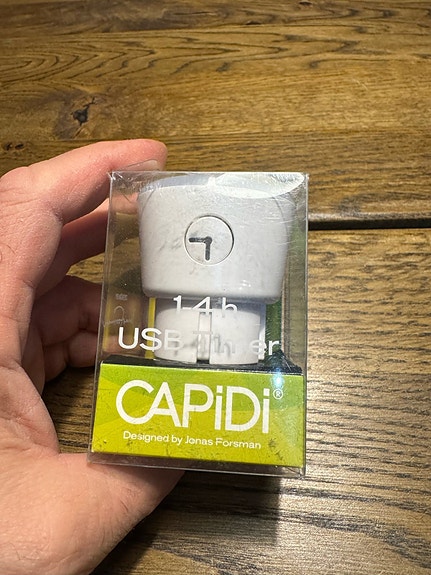 1-4 h
USB Timer
CAPiDi®
Designed by Jonas Forsman